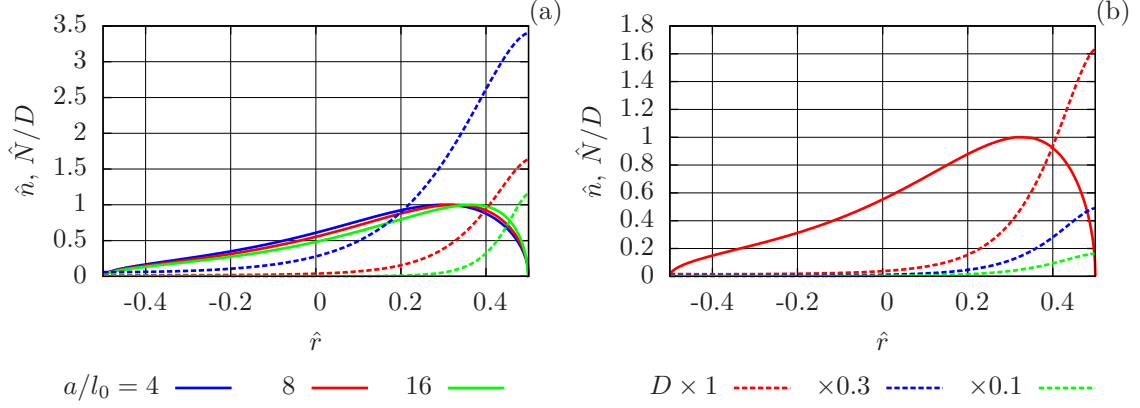 (a)
3.5
3
2.5
2
1.5
1
0.5
0
-0.4 -0.2 0 0.2 0.4
n̂, N̂/D
r̂
a/l₀ = 4 8 16
(b)
1.8
1.6
1.4
1.2
1
0.8
0.6
0.4
0.2
0
-0.4 -0.2 0 0.2 0.4
n̂, N̂/D
r̂
D × 1 ×0.3 ×0.1